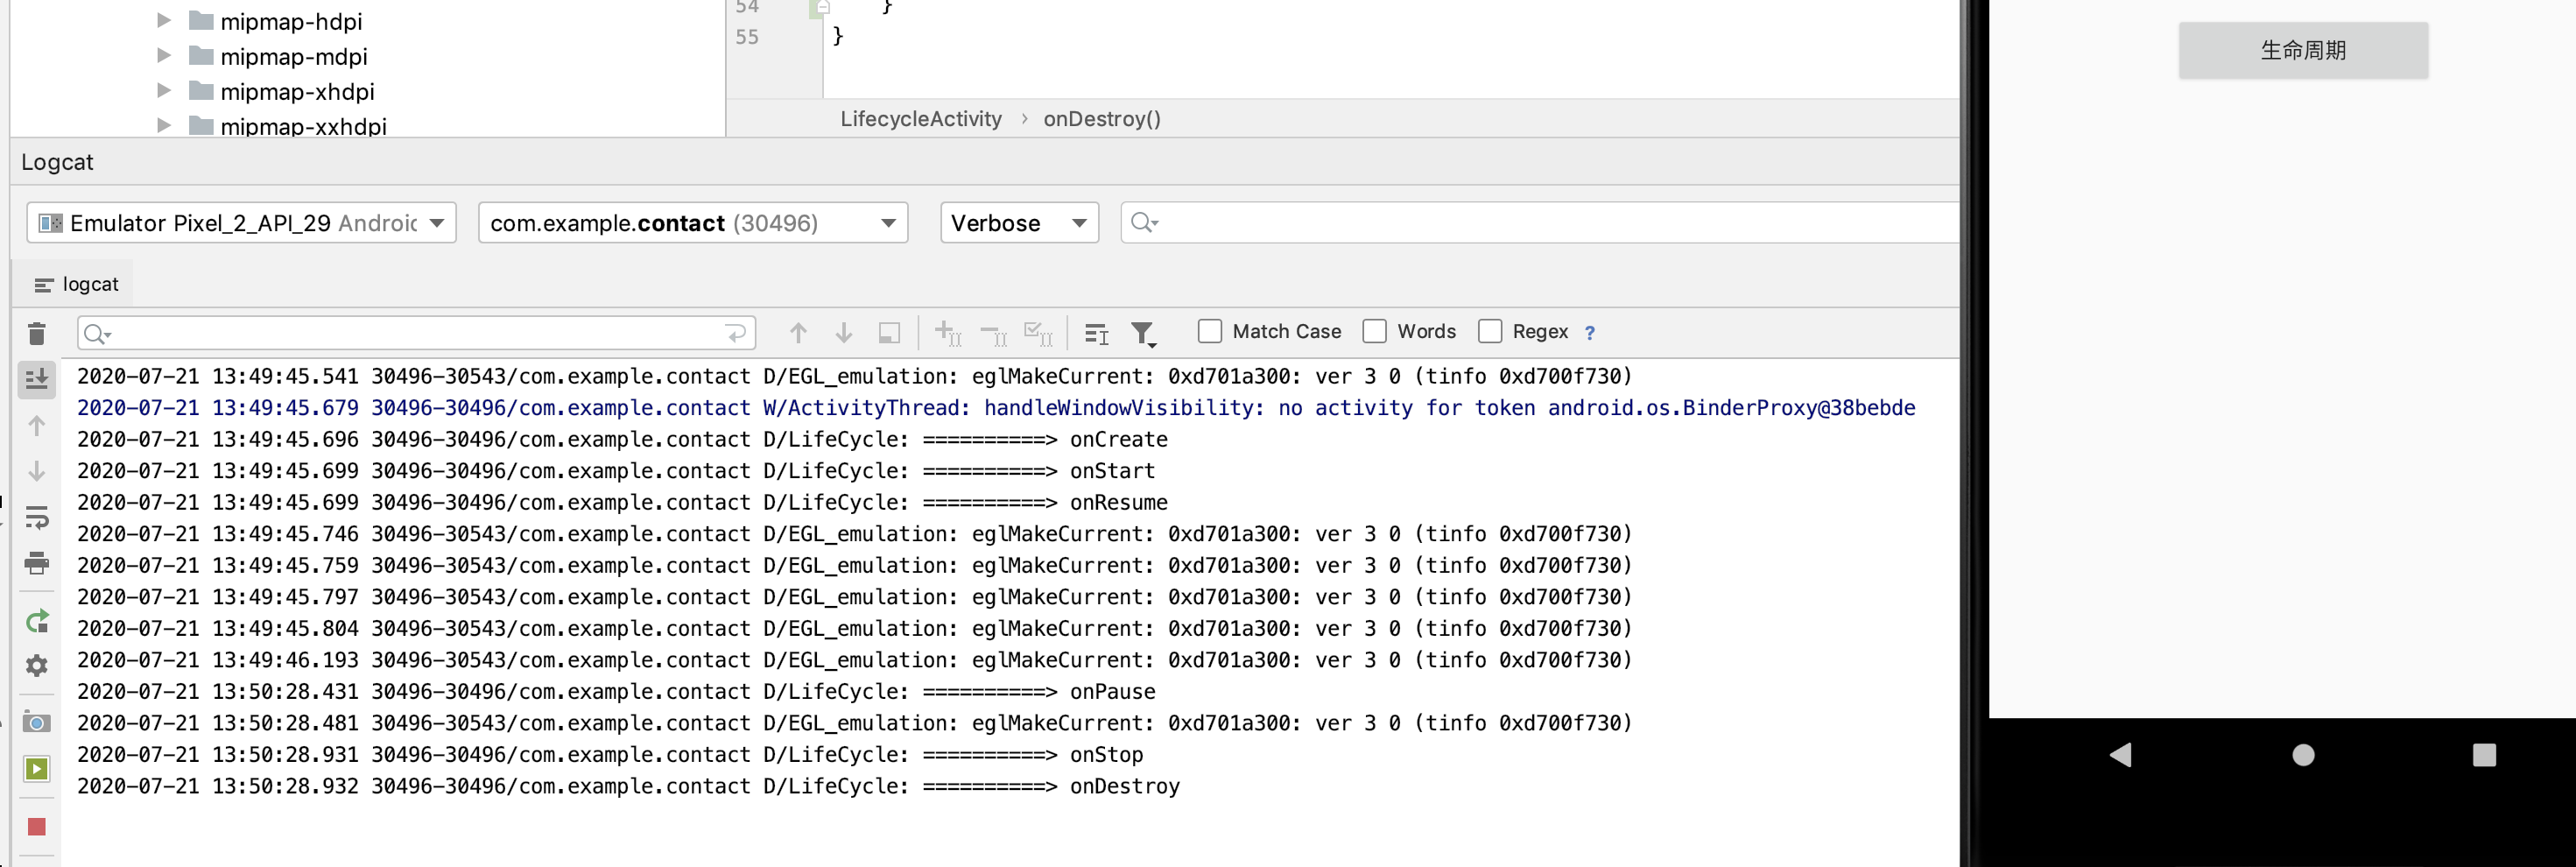 mipmap-hdpi
mipmap-mdpi
mipmap-xhdpi
mipmap-xxhdpi
54 }
55 }
LifecycleActivity › onDestroy()
生命周期
Logcat
Emulator Pixel_2_API_29 Android
com.example.contact (30496)
Verbose
logcat
Match Case
Words
Regex
?
2020-07-21 13:49:45.541 30496-30543/com.example.contact D/EGL_emulation: eglMakeCurrent: 0xd701a300: ver 3 0 (tinfo 0xd700f730)
2020-07-21 13:49:45.679 30496-30496/com.example.contact W/ActivityThread: handleWindowVisibility: no activity for token android.os.BinderProxy@38bebde
2020-07-21 13:49:45.696 30496-30496/com.example.contact D/LifeCycle: ==========> onCreate
2020-07-21 13:49:45.699 30496-30496/com.example.contact D/LifeCycle: ==========> onStart
2020-07-21 13:49:45.699 30496-30496/com.example.contact D/LifeCycle: ==========> onResume
2020-07-21 13:49:45.746 30496-30543/com.example.contact D/EGL_emulation: eglMakeCurrent: 0xd701a300: ver 3 0 (tinfo 0xd700f730)
2020-07-21 13:49:45.759 30496-30543/com.example.contact D/EGL_emulation: eglMakeCurrent: 0xd701a300: ver 3 0 (tinfo 0xd700f730)
2020-07-21 13:49:45.797 30496-30543/com.example.contact D/EGL_emulation: eglMakeCurrent: 0xd701a300: ver 3 0 (tinfo 0xd700f730)
2020-07-21 13:49:45.804 30496-30543/com.example.contact D/EGL_emulation: eglMakeCurrent: 0xd701a300: ver 3 0 (tinfo 0xd700f730)
2020-07-21 13:49:46.193 30496-30543/com.example.contact D/EGL_emulation: eglMakeCurrent: 0xd701a300: ver 3 0 (tinfo 0xd700f730)
2020-07-21 13:50:28.431 30496-30496/com.example.contact D/LifeCycle: ==========> onPause
2020-07-21 13:50:28.481 30496-30543/com.example.contact D/EGL_emulation: eglMakeCurrent: 0xd701a300: ver 3 0 (tinfo 0xd700f730)
2020-07-21 13:50:28.931 30496-30496/com.example.contact D/LifeCycle: ==========> onStop
2020-07-21 13:50:28.932 30496-30496/com.example.contact D/LifeCycle: ==========> onDestroy